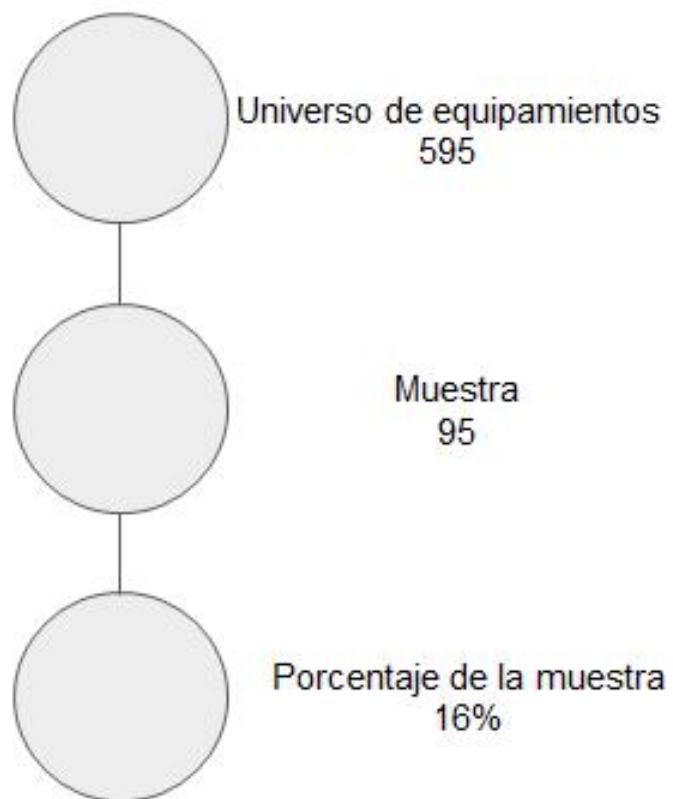 Universo de equipamientos
595
Muestra
95
Porcentaje de la muestra
16%